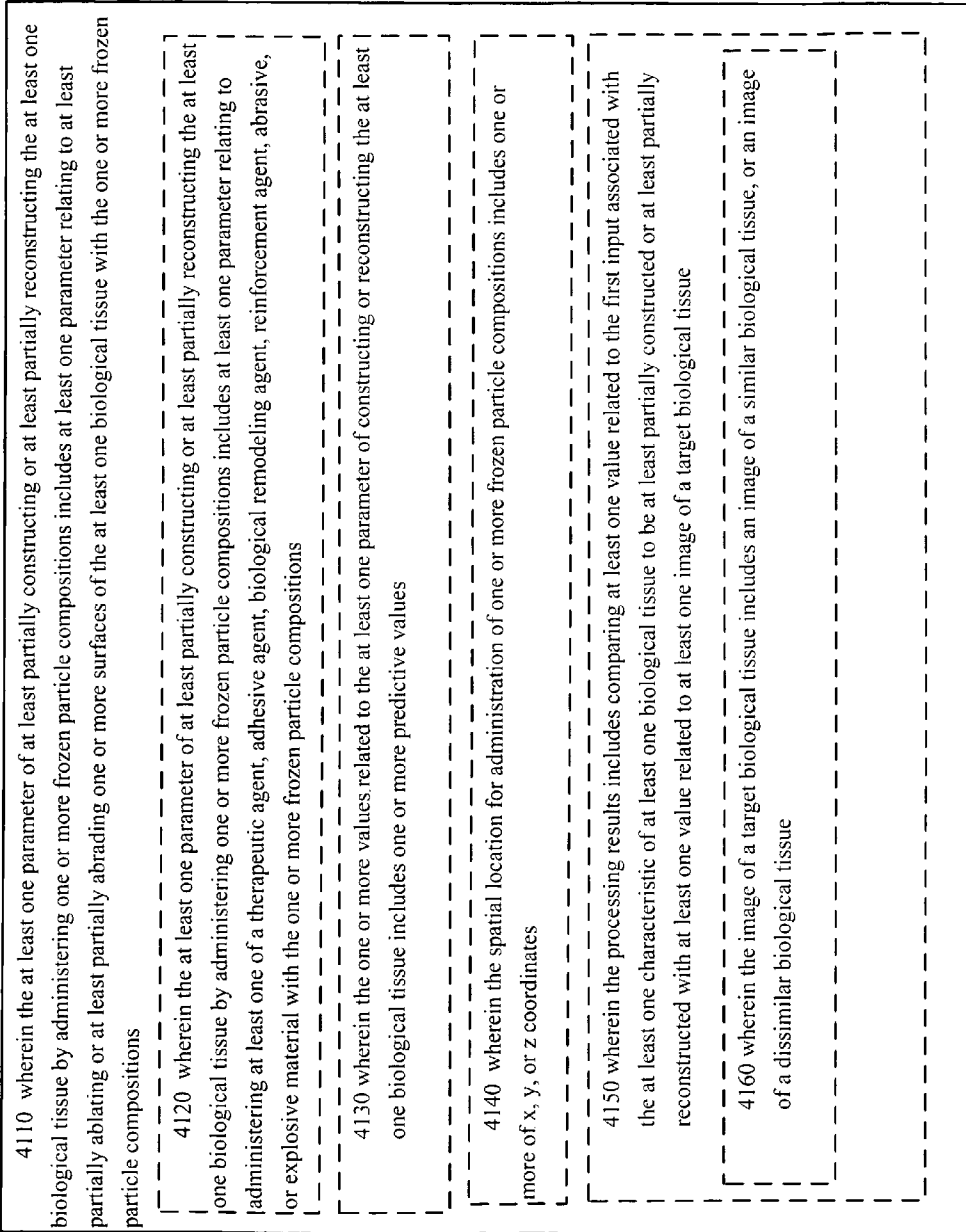 4110 wherein the at least one parameter of at least partially constructing or at least partially reconstructing the at least one
biological tissue by administering one or more frozen particle compositions includes at least one parameter relating to at least
partially ablating or at least partially abrading one or more surfaces of the at least one biological tissue with the one or more frozen
particle compositions
4120 wherein the at least one parameter of at least partially constructing or at least partially reconstructing the at least
one biological tissue by administering one or more frozen particle compositions includes at least one parameter relating to
administering at least one of a therapeutic agent, adhesive agent, biological remodeling agent, reinforcement agent, abrasive,
or explosive material with the one or more frozen particle compositions
4130 wherein the one or more values related to the at least one parameter of constructing or reconstructing the at least
one biological tissue includes one or more predictive values
4140 wherein the spatial location for administration of one or more frozen particle compositions includes one or
more of x, y, or z coordinates
4150 wherein the processing results includes comparing at least one value related to the first input associated with
the at least one characteristic of at least one biological tissue to be at least partially constructed or at least partially
reconstructed with at least one value related to at least one image of a target biological tissue
4160 wherein the image of a target biological tissue includes an image of a similar biological tissue, or an image
of a dissimilar biological tissue